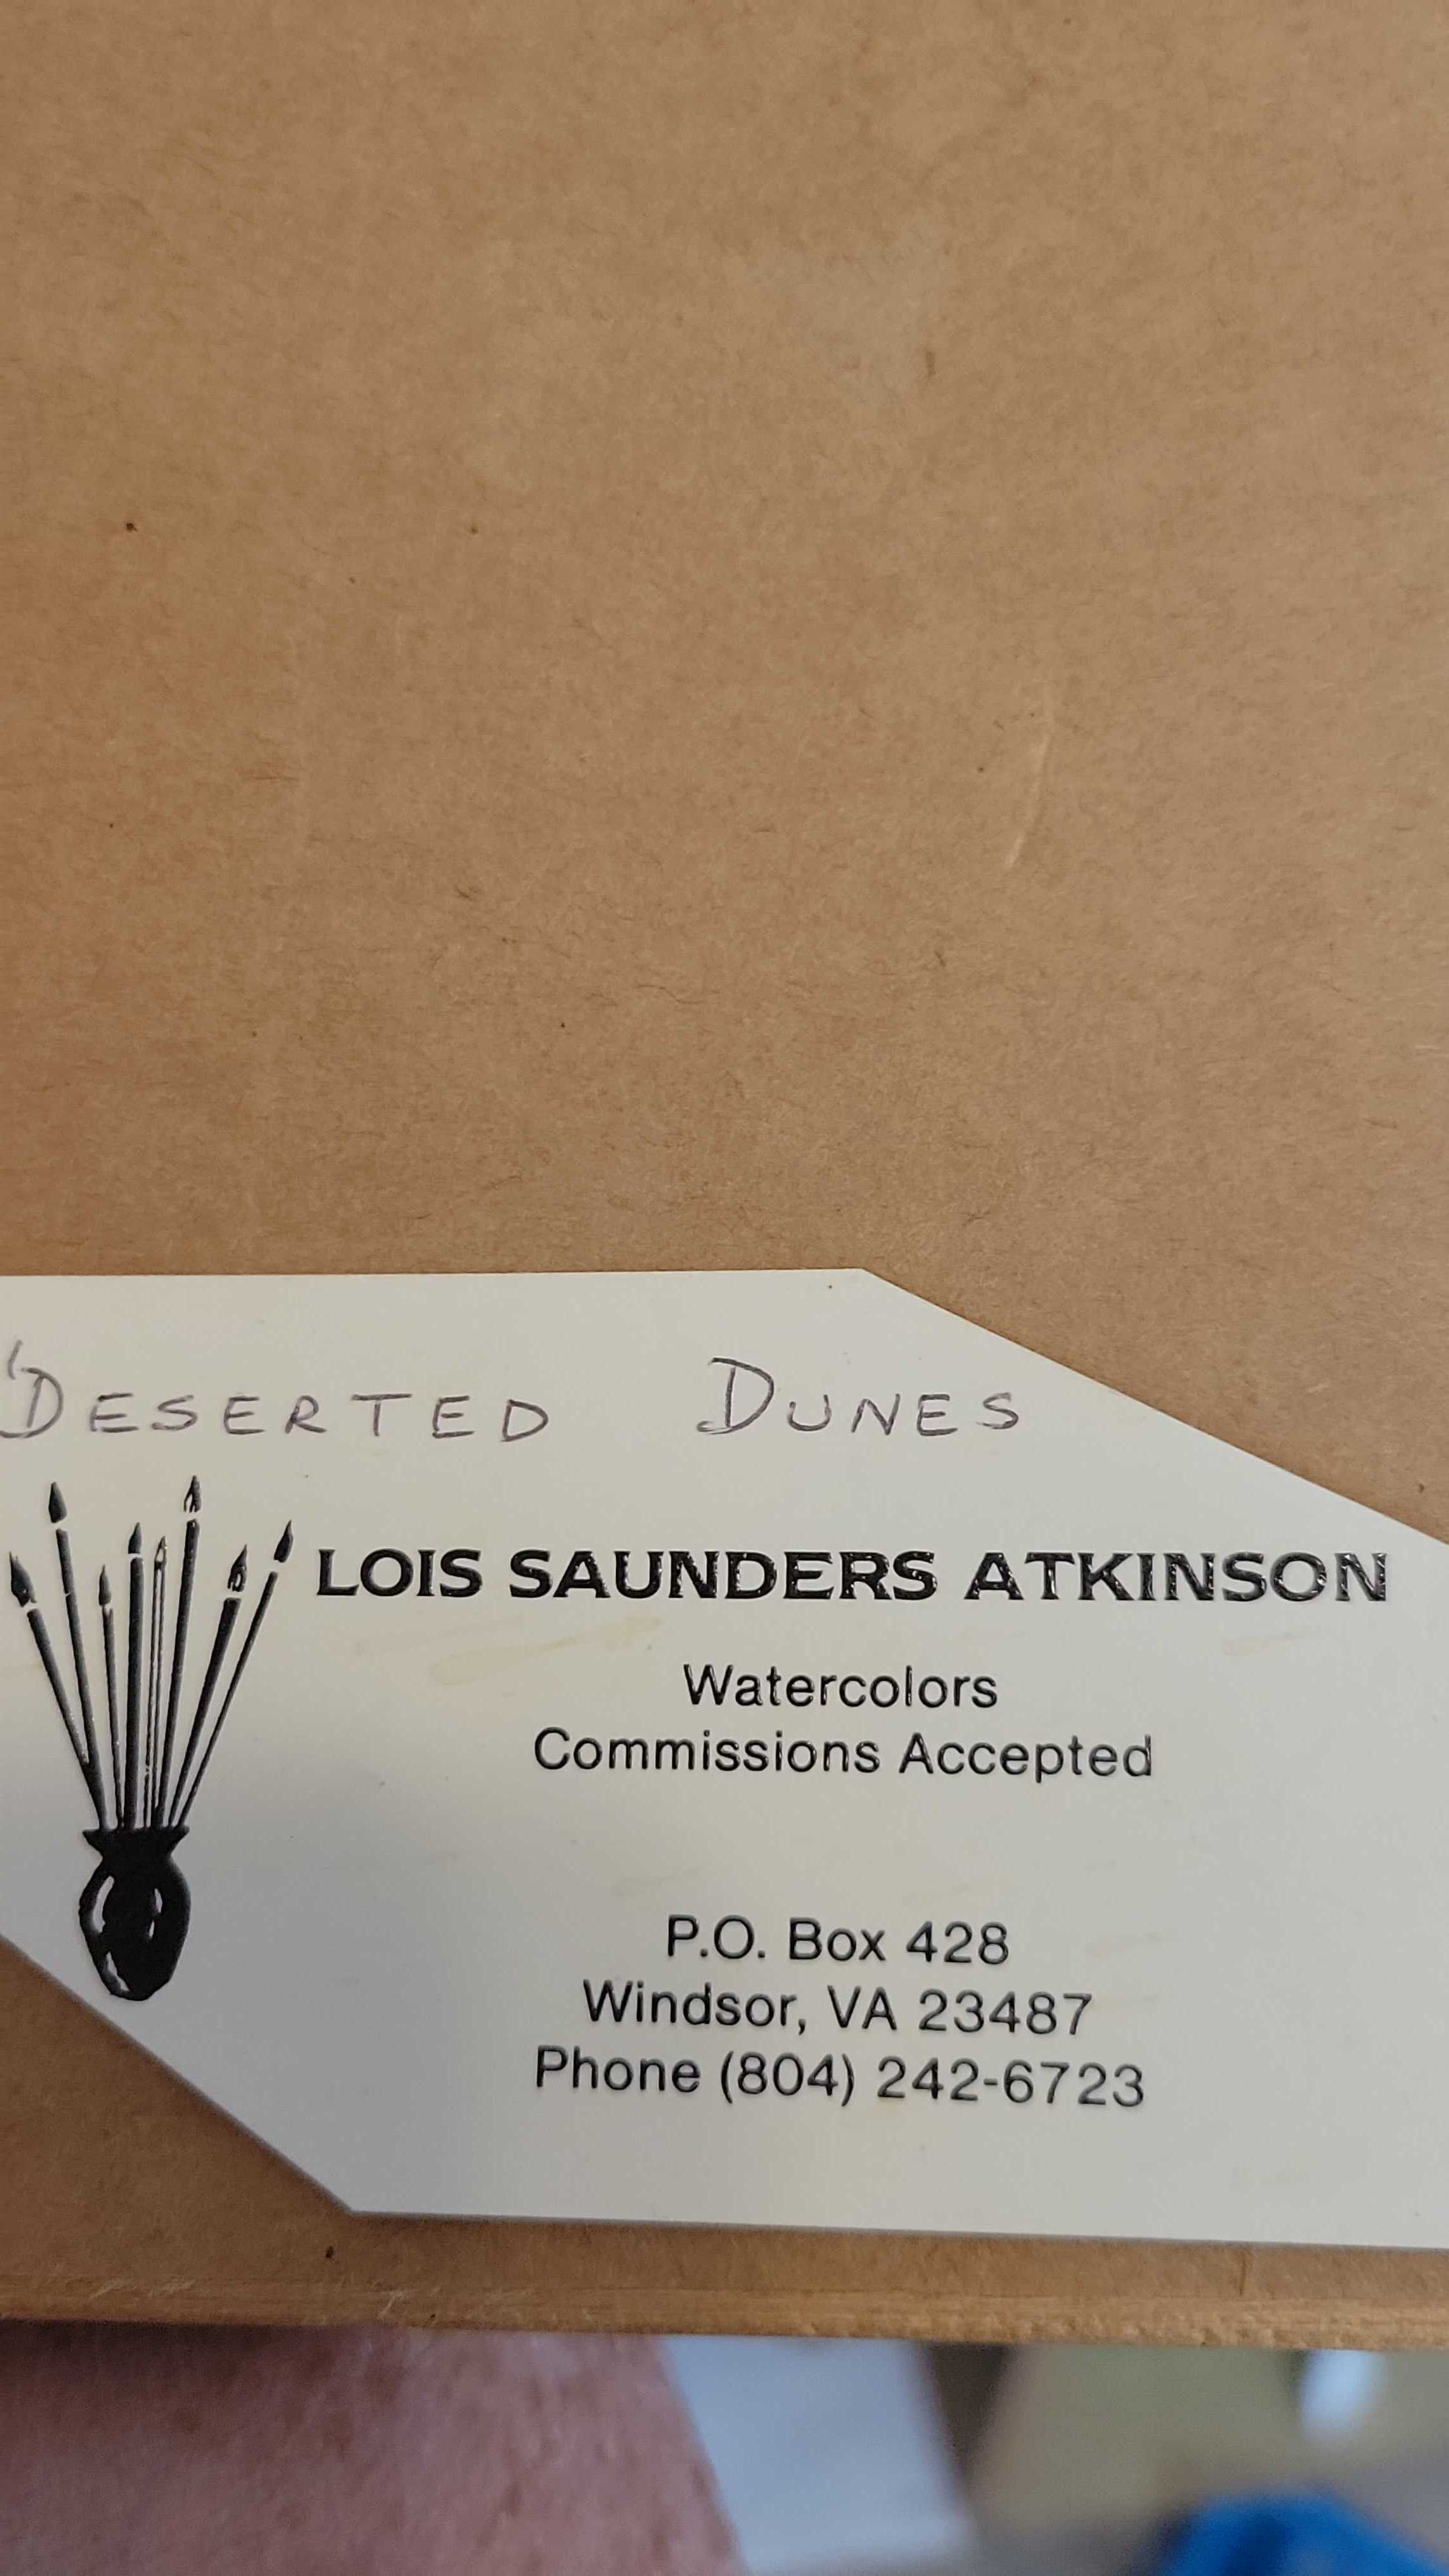 'DESERTED DUNES
LOIS SAUNDERS ATKINSON
Watercolors
Commissions Accepted
P.O. Box 428
Windsor, VA 23487
Phone (804) 242-6723